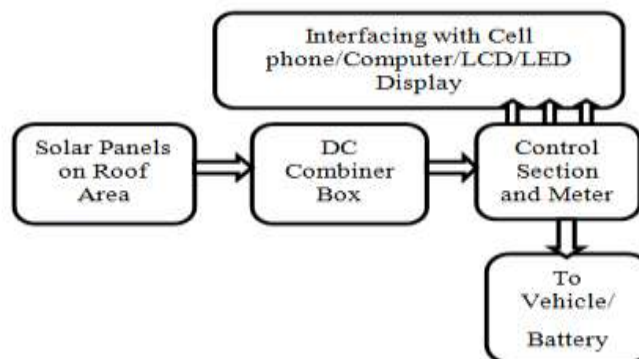 Interfacing with Cell
phone/Computer/LCD/LED
Display
Solar Panels
on Roof
Area
DC
Combiner
Box
Control
Section
and Meter
To
Vehicle/
Battery